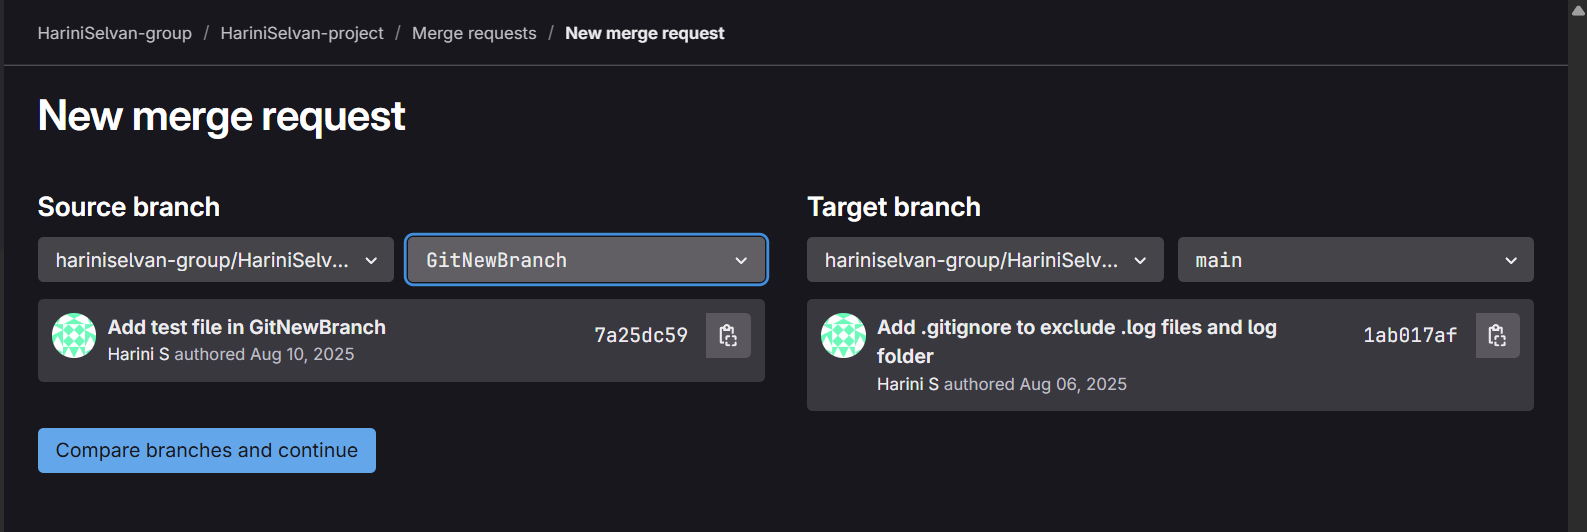 HariniSelvan-group / HariniSelvan-project / Merge requests / New merge request
New merge request
Source branch
hariniselvan-group/HariniSelv...
GitNewBranch
Add test file in GitNewBranch
Harini S authored Aug 10, 2025
7a25dc59
Target branch
hariniselvan-group/HariniSelv...
main
Add .gitignore to exclude .log files and log
folder
Harini S authored Aug 06, 2025
1ab017af
Compare branches and continue